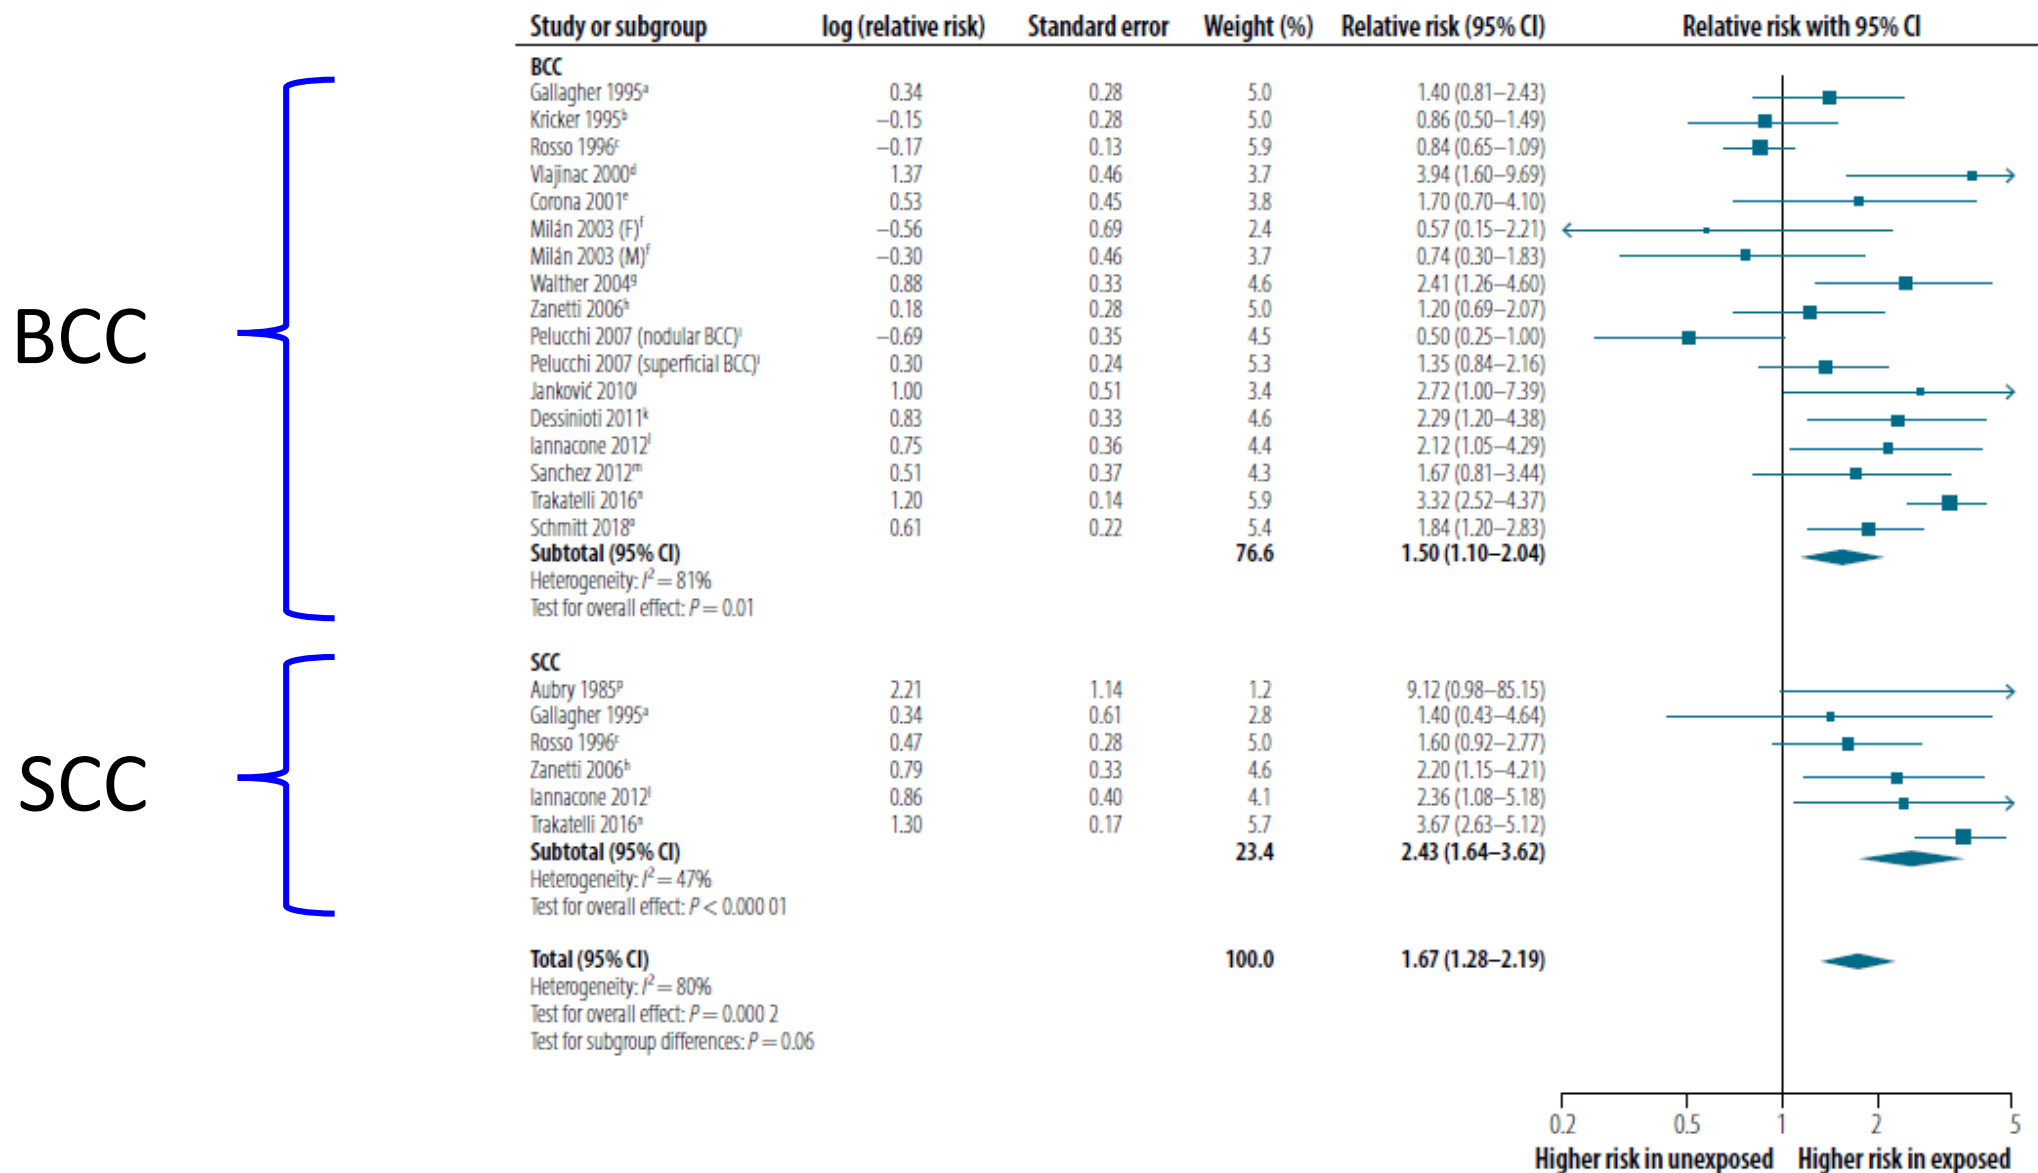 Study or subgroup log (relative risk) Standard error Weight (%) Relative risk (95% CI) Relative risk with 95% CI
BCC
BCC
Gallagher 1995ᵃ 0.34 0.28 5.0 1.40 (0.81–2.43)
Kricker 1995ᵇ −0.15 0.28 5.0 0.86 (0.50–1.49)
Rosso 1996ᶜ −0.17 0.13 5.9 0.84 (0.65–1.09)
Vlajinac 2000ᵈ 1.37 0.46 3.7 3.94 (1.60–9.69)
Corona 2001ᵉ 0.53 0.45 3.8 1.70 (0.70–4.10)
Milán 2003 (F)ᶠ −0.56 0.69 2.4 0.57 (0.15–2.21)
Milán 2003 (M)ᶠ −0.30 0.46 3.7 0.74 (0.30–1.83)
Walther 2004ᵍ 0.88 0.33 4.6 2.41 (1.26–4.60)
Zanetti 2006ʰ 0.18 0.28 5.0 1.20 (0.69–2.07)
Pelucchi 2007 (nodular BCC)ⁱ −0.69 0.35 4.5 0.50 (0.25–1.00)
Pelucchi 2007 (superficial BCC)ⁱ 0.30 0.24 5.3 1.35 (0.84–2.16)
Janković 2010ʲ 1.00 0.51 3.4 2.72 (1.00–7.39)
Dessinioti 2011ᵏ 0.83 0.33 4.6 2.29 (1.20–4.38)
Iannacone 2012ˡ 0.75 0.36 4.4 2.12 (1.05–4.29)
Sanchez 2012ᵐ 0.51 0.37 4.3 1.67 (0.81–3.44)
Trakatelli 2016ⁿ 1.20 0.14 5.9 3.32 (2.52–4.37)
Schmitt 2018ᵒ 0.61 0.22 5.4 1.84 (1.20–2.83)
Subtotal (95% CI) 76.6 1.50 (1.10–2.04)
Heterogeneity: I² = 81%
Test for overall effect: P = 0.01
SCC
SCC
Aubry 1985ᵖ 2.21 1.14 1.2 9.12 (0.98–85.15)
Gallagher 1995ᵃ 0.34 0.61 2.8 1.40 (0.43–4.64)
Rosso 1996ᶜ 0.47 0.28 5.0 1.60 (0.92–2.77)
Zanetti 2006ʰ 0.79 0.33 4.6 2.20 (1.15–4.21)
Iannacone 2012ˡ 0.86 0.40 4.1 2.36 (1.08–5.18)
Trakatelli 2016ⁿ 1.30 0.17 5.7 3.67 (2.63–5.12)
Subtotal (95% CI) 23.4 2.43 (1.64–3.62)
Heterogeneity: I² = 47%
Test for overall effect: P < 0.000 01
Total (95% CI) 100.0 1.67 (1.28–2.19)
Heterogeneity: I² = 80%
Test for overall effect: P = 0.000 2
Test for subgroup differences: P = 0.06
0.2 0.5 1 2 5
Higher risk in unexposed Higher risk in exposed